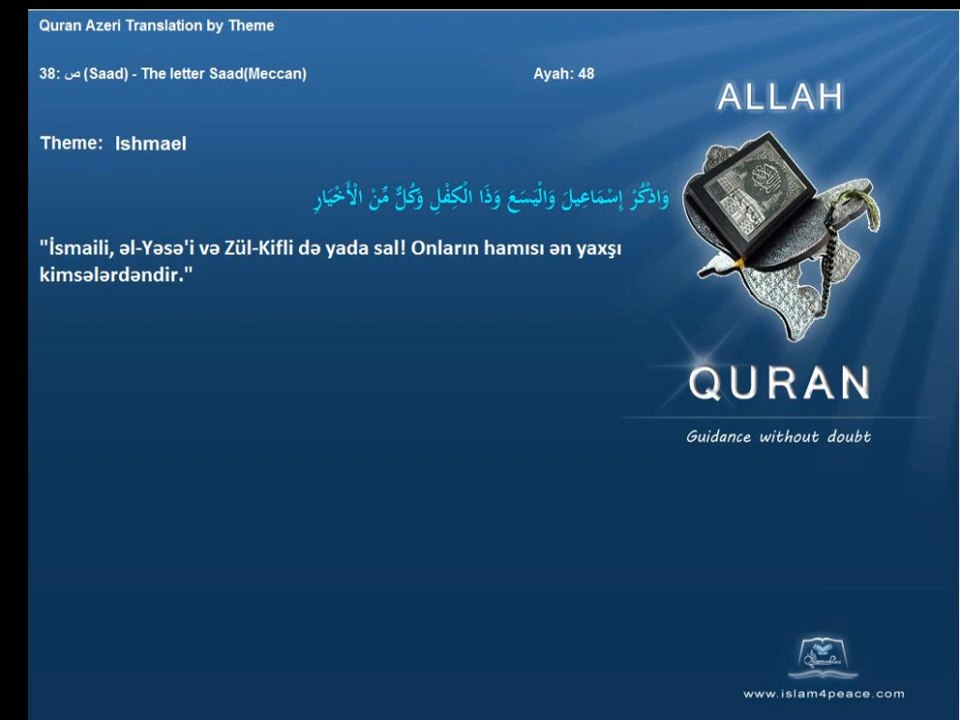 Quran Azeri Translation by Theme
38: ص (Saad) - The letter Saad(Meccan) Ayah: 48
ALLAH
Theme: Ishmael
وَاذْكُرْ إِسْمَاعِيلَ وَالْيَسَعَ وَذَا الْكِفْلِ وَكُلٌّ مِّنْ الْأَخْيَارِ
"İsmaili, əl-Yəsə'i və Zül-Kifli də yada sal! Onların hamısı ən yaxşı
kimsələrdəndir."
QURAN
Guidance without doubt
www.islam4peace.com